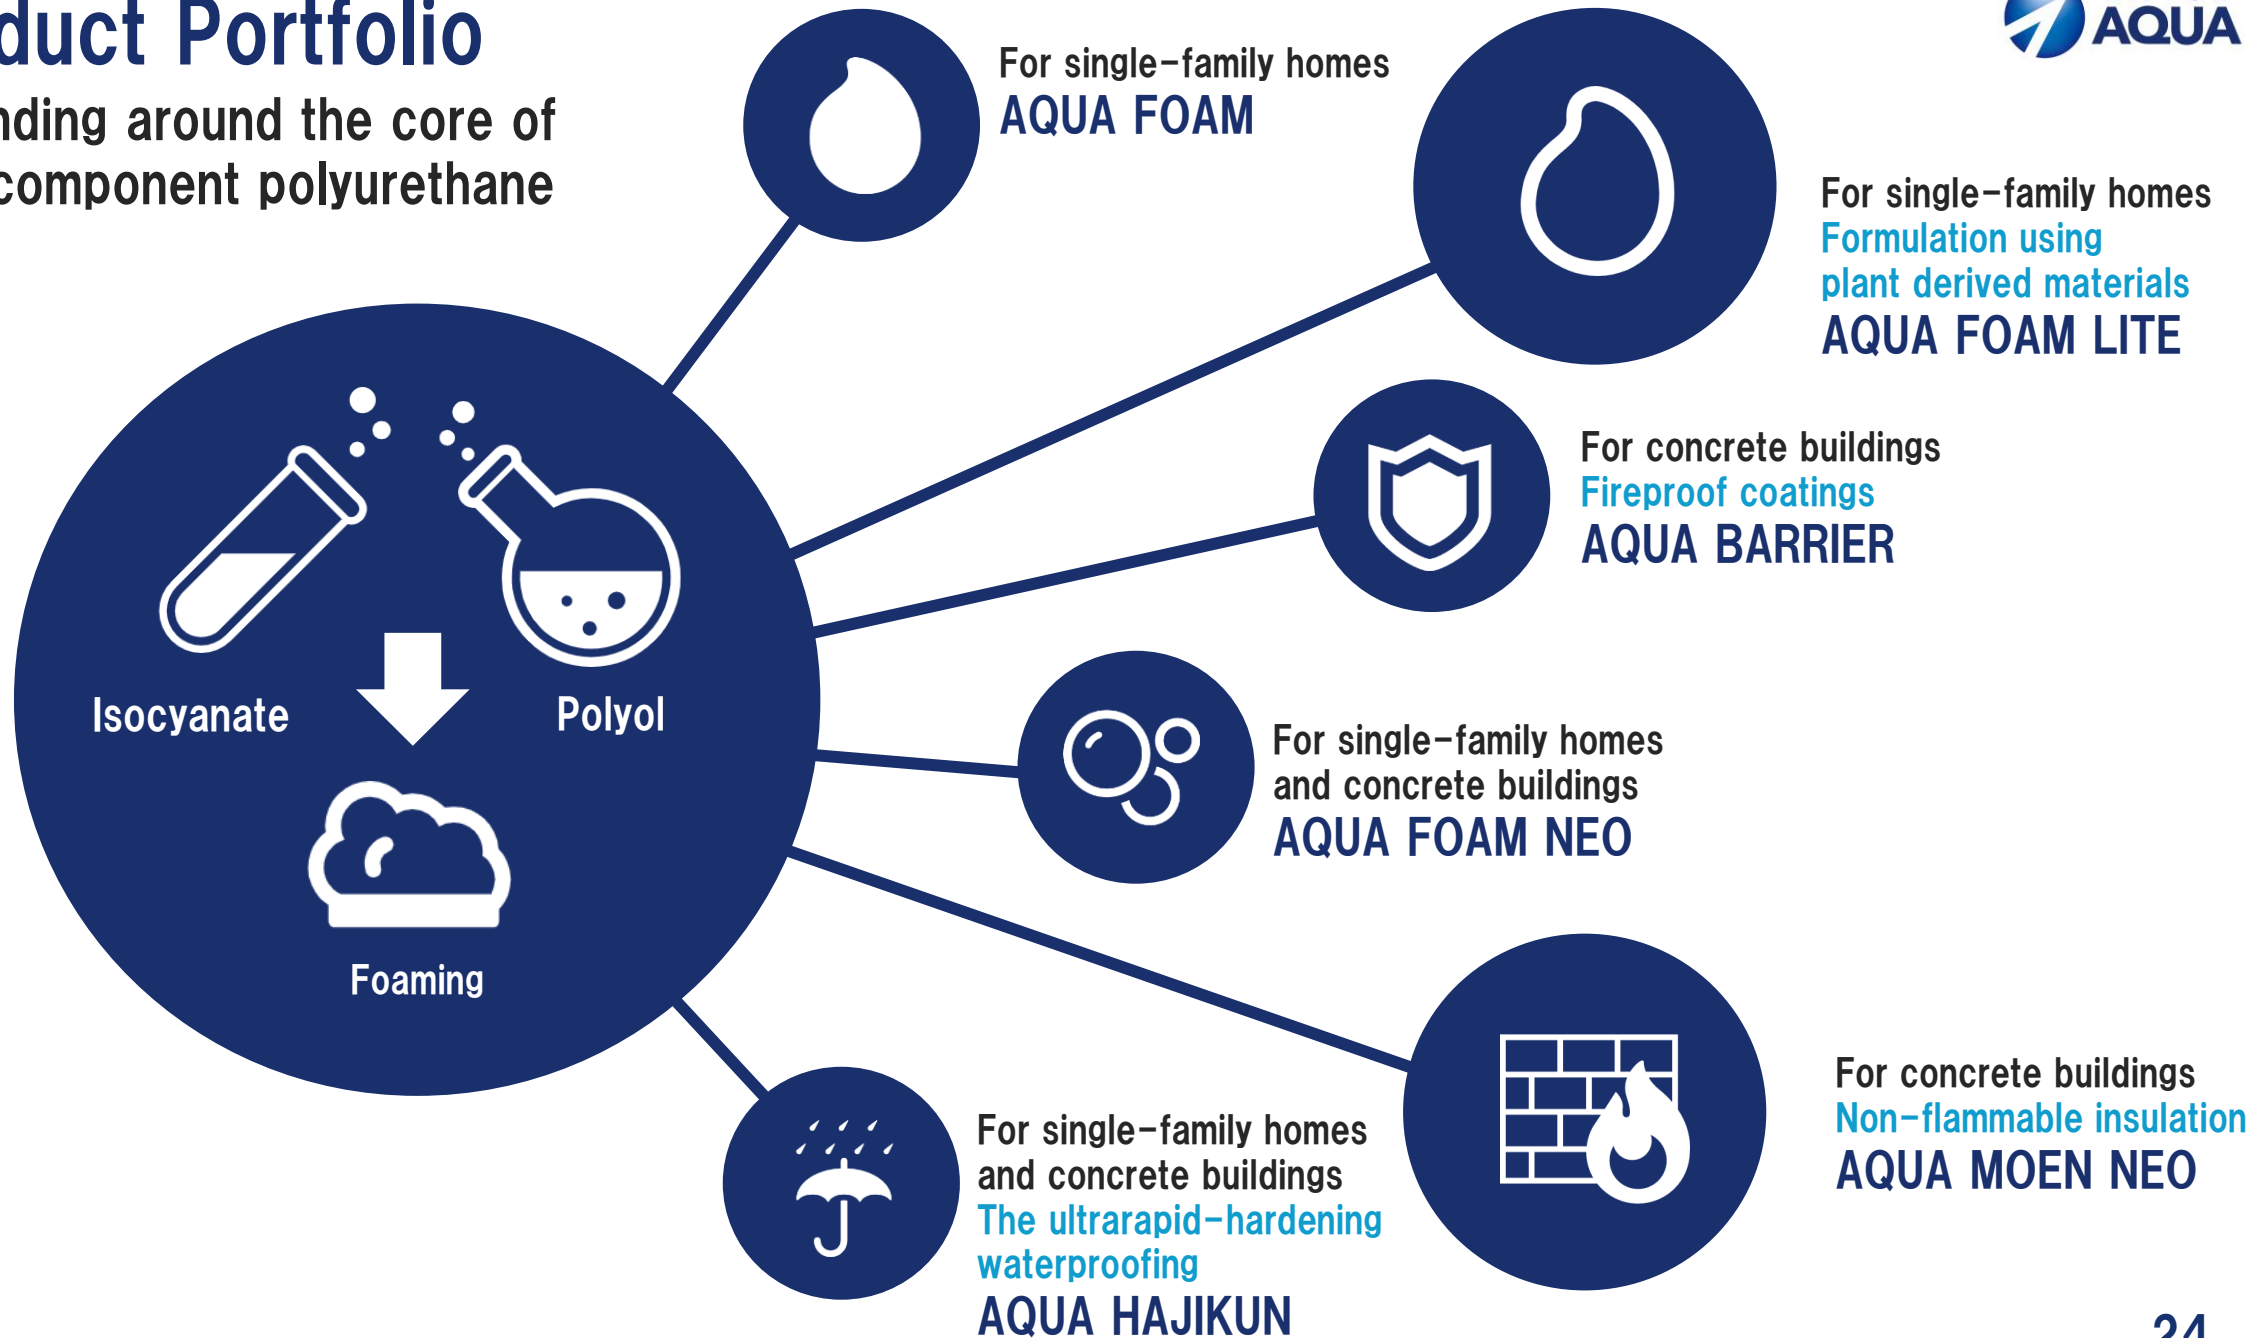 duct Portfolio
nding around the core of
component polyurethane
AQUA
For single-family homes
AQUA FOAM
For single-family homes
Formulation using
plant derived materials
AQUA FOAM LITE
For concrete buildings
Fireproof coatings
AQUA BARRIER
Isocyanate
Polyol
Foaming
For single-family homes
and concrete buildings
AQUA FOAM NEO
For concrete buildings
Non-flammable insulation
AQUA MOEN NEO
For single-family homes
and concrete buildings
The ultrarapid-hardening
waterproofing
AQUA HAJIKUN
24